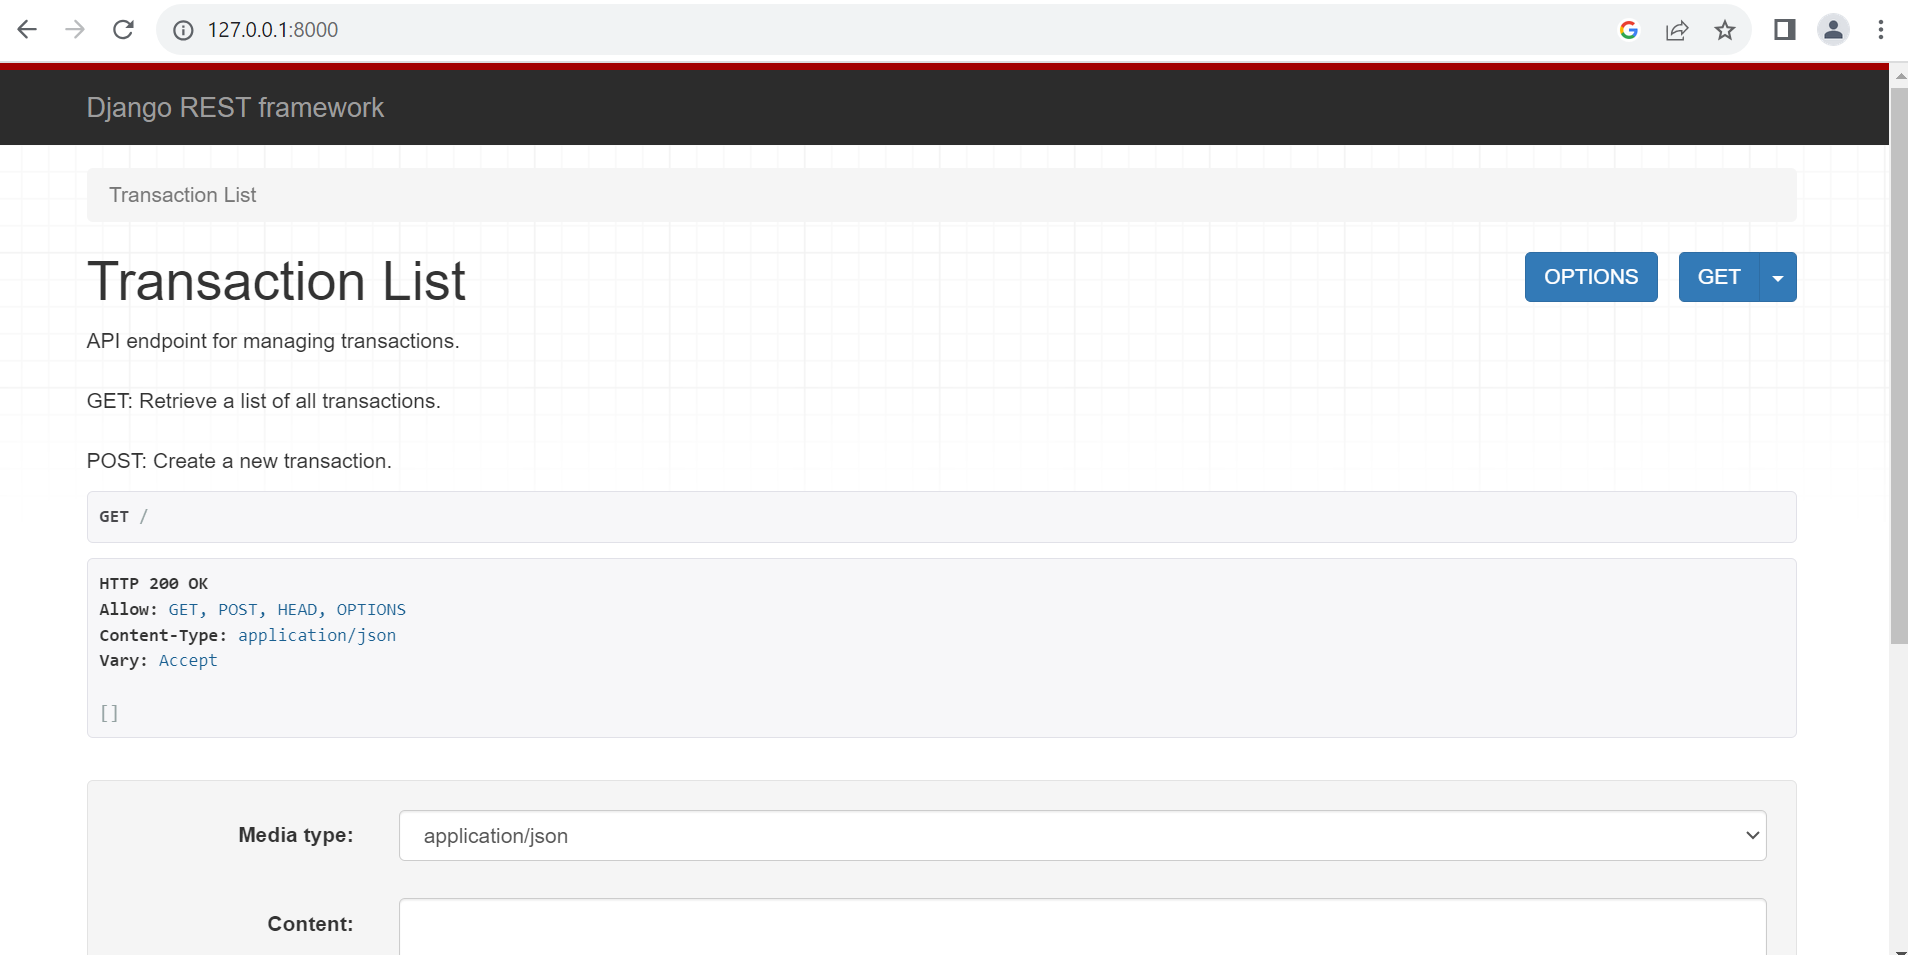 127.0.0.1:8000
Django REST framework
Transaction List
Transaction List
OPTIONS
GET
API endpoint for managing transactions.
GET: Retrieve a list of all transactions.
POST: Create a new transaction.
GET /
HTTP 200 OK
Allow: GET, POST, HEAD, OPTIONS
Content-Type: application/json
Vary: Accept
[]
Media type: application/json
Content: